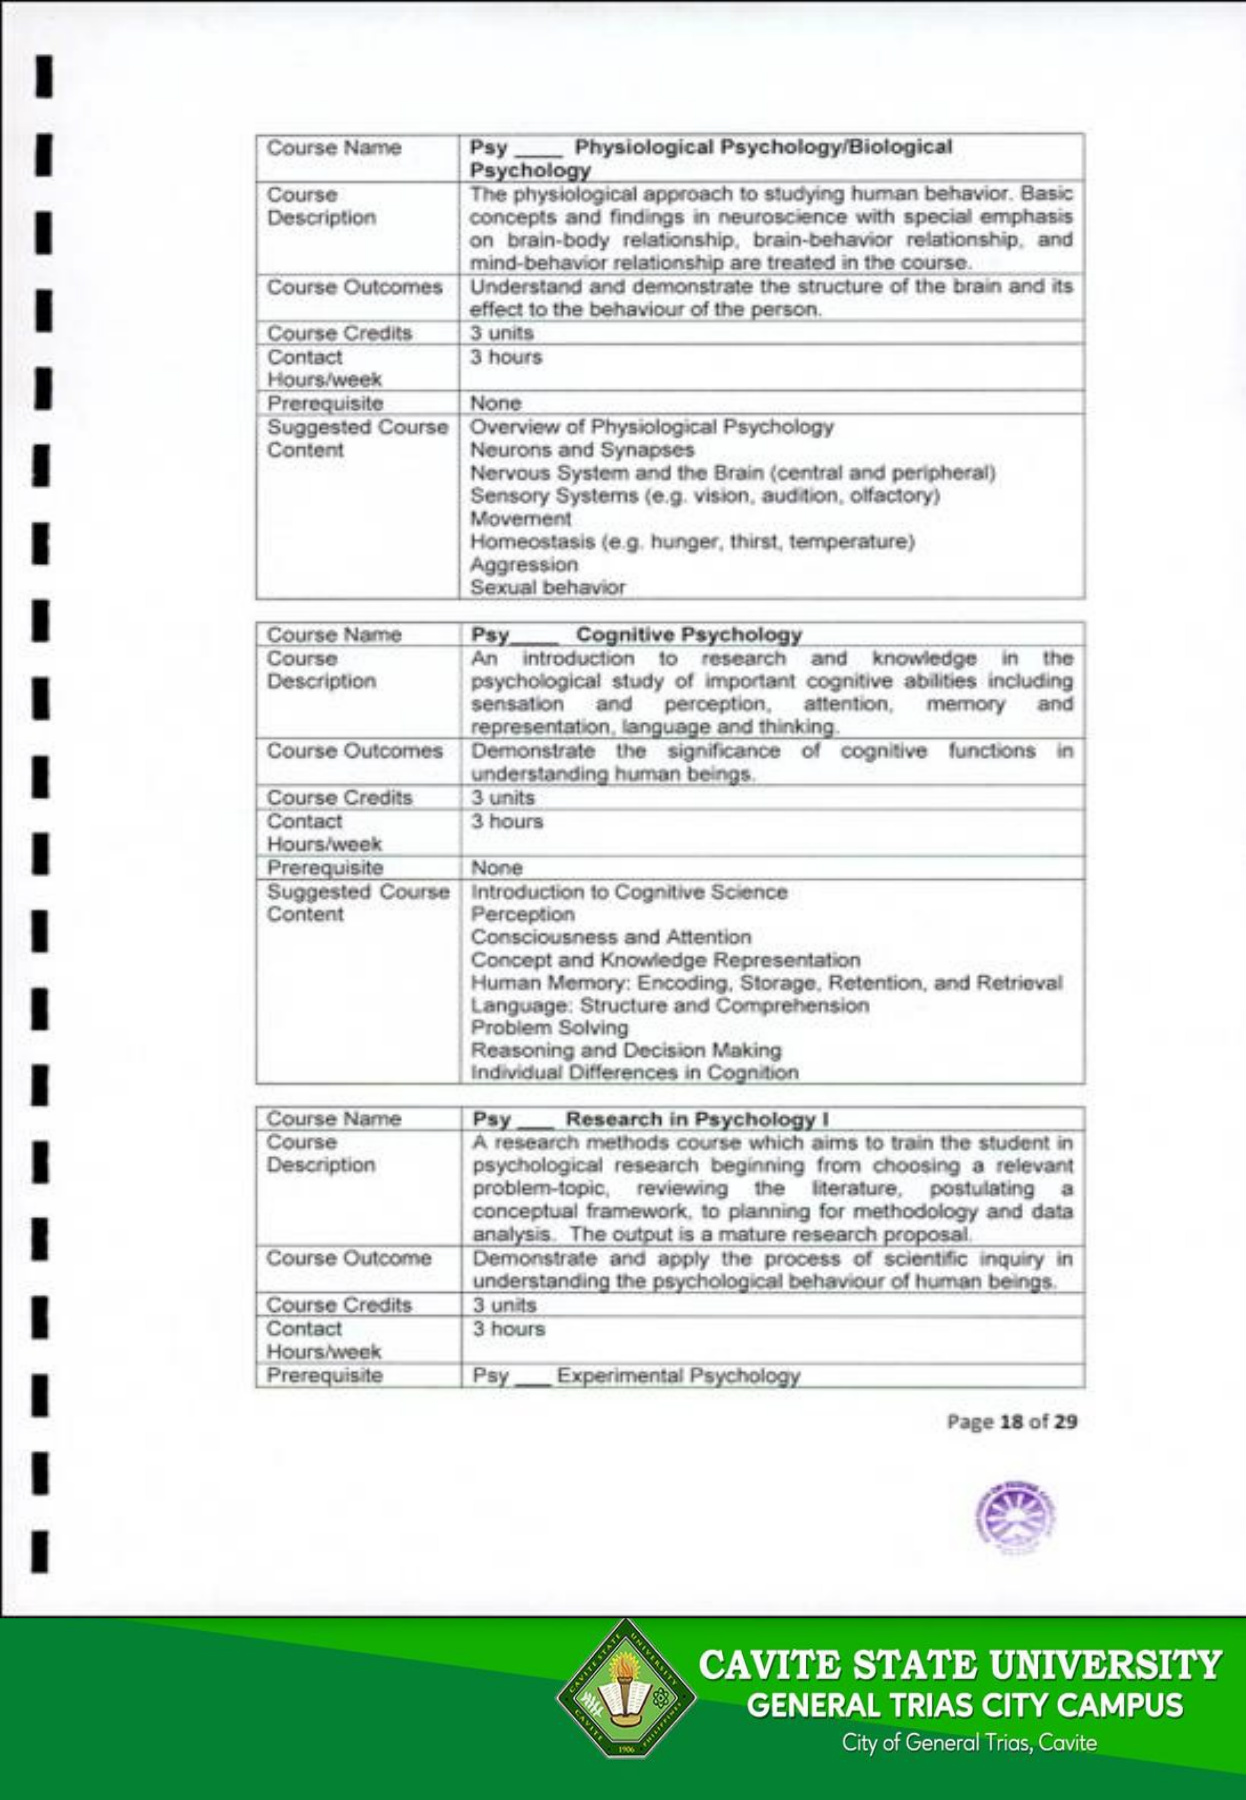 Course Name Psy ____ Physiological Psychology/Biological
Psychology
Course The physiological approach to studying human behavior. Basic
Description concepts and findings in neuroscience with special emphasis
on brain-body relationship, brain-behavior relationship, and
mind-behavior relationship are treated in the course.
Course Outcomes Understand and demonstrate the structure of the brain and its
effect to the behaviour of the person.
Course Credits 3 units
Contact 3 hours
Hours/week
Prerequisite None
Suggested Course Overview of Physiological Psychology
Content Neurons and Synapses
Nervous System and the Brain (central and peripheral)
Sensory Systems (e.g. vision, audition, olfactory)
Movement
Homeostasis (e.g. hunger, thirst, temperature)
Aggression
Sexual behavior
Course Name Psy____ Cognitive Psychology
Course An introduction to research and knowledge in the
Description psychological study of important cognitive abilities including
sensation and perception, attention, memory and
representation, language and thinking.
Course Outcomes Demonstrate the significance of cognitive functions in
understanding human beings.
Course Credits 3 units
Contact 3 hours
Hours/week
Prerequisite None
Suggested Course Introduction to Cognitive Science
Content Perception
Consciousness and Attention
Concept and Knowledge Representation
Human Memory: Encoding, Storage, Retention, and Retrieval
Language: Structure and Comprehension
Problem Solving
Reasoning and Decision Making
Individual Differences in Cognition
Course Name Psy ___ Research in Psychology I
Course A research methods course which aims to train the student in
Description psychological research beginning from choosing a relevant
problem-topic, reviewing the literature, postulating a
conceptual framework, to planning for methodology and data
analysis. The output is a mature research proposal.
Course Outcome Demonstrate and apply the process of scientific inquiry in
understanding the psychological behaviour of human beings.
Course Credits 3 units
Contact 3 hours
Hours/week
Prerequisite Psy ___ Experimental Psychology
Page 18 of 29
CAVITE STATE UNIVERSITY
CAVITE PHILIPPINES
1906
CAVITE STATE UNIVERSITY
GENERAL TRIAS CITY CAMPUS
City of General Trias, Cavite